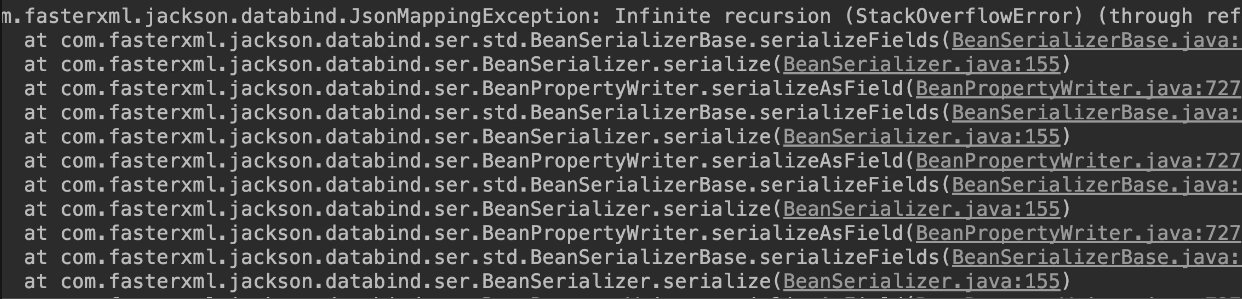 m.fasterxml.jackson.databind.JsonMappingException: Infinite recursion (StackOverflowError) (through ref
at com.fasterxml.jackson.databind.ser.std.BeanSerializerBase.serializeFields(BeanSerializerBase.java:
at com.fasterxml.jackson.databind.ser.BeanSerializer.serialize(BeanSerializer.java:155)
at com.fasterxml.jackson.databind.ser.BeanPropertyWriter.serializeAsField(BeanPropertyWriter.java:727
at com.fasterxml.jackson.databind.ser.std.BeanSerializerBase.serializeFields(BeanSerializerBase.java:
at com.fasterxml.jackson.databind.ser.BeanSerializer.serialize(BeanSerializer.java:155)
at com.fasterxml.jackson.databind.ser.BeanPropertyWriter.serializeAsField(BeanPropertyWriter.java:727
at com.fasterxml.jackson.databind.ser.std.BeanSerializerBase.serializeFields(BeanSerializerBase.java:
at com.fasterxml.jackson.databind.ser.BeanSerializer.serialize(BeanSerializer.java:155)
at com.fasterxml.jackson.databind.ser.BeanPropertyWriter.serializeAsField(BeanPropertyWriter.java:727
at com.fasterxml.jackson.databind.ser.std.BeanSerializerBase.serializeFields(BeanSerializerBase.java:
at com.fasterxml.jackson.databind.ser.BeanSerializer.serialize(BeanSerializer.java:155)